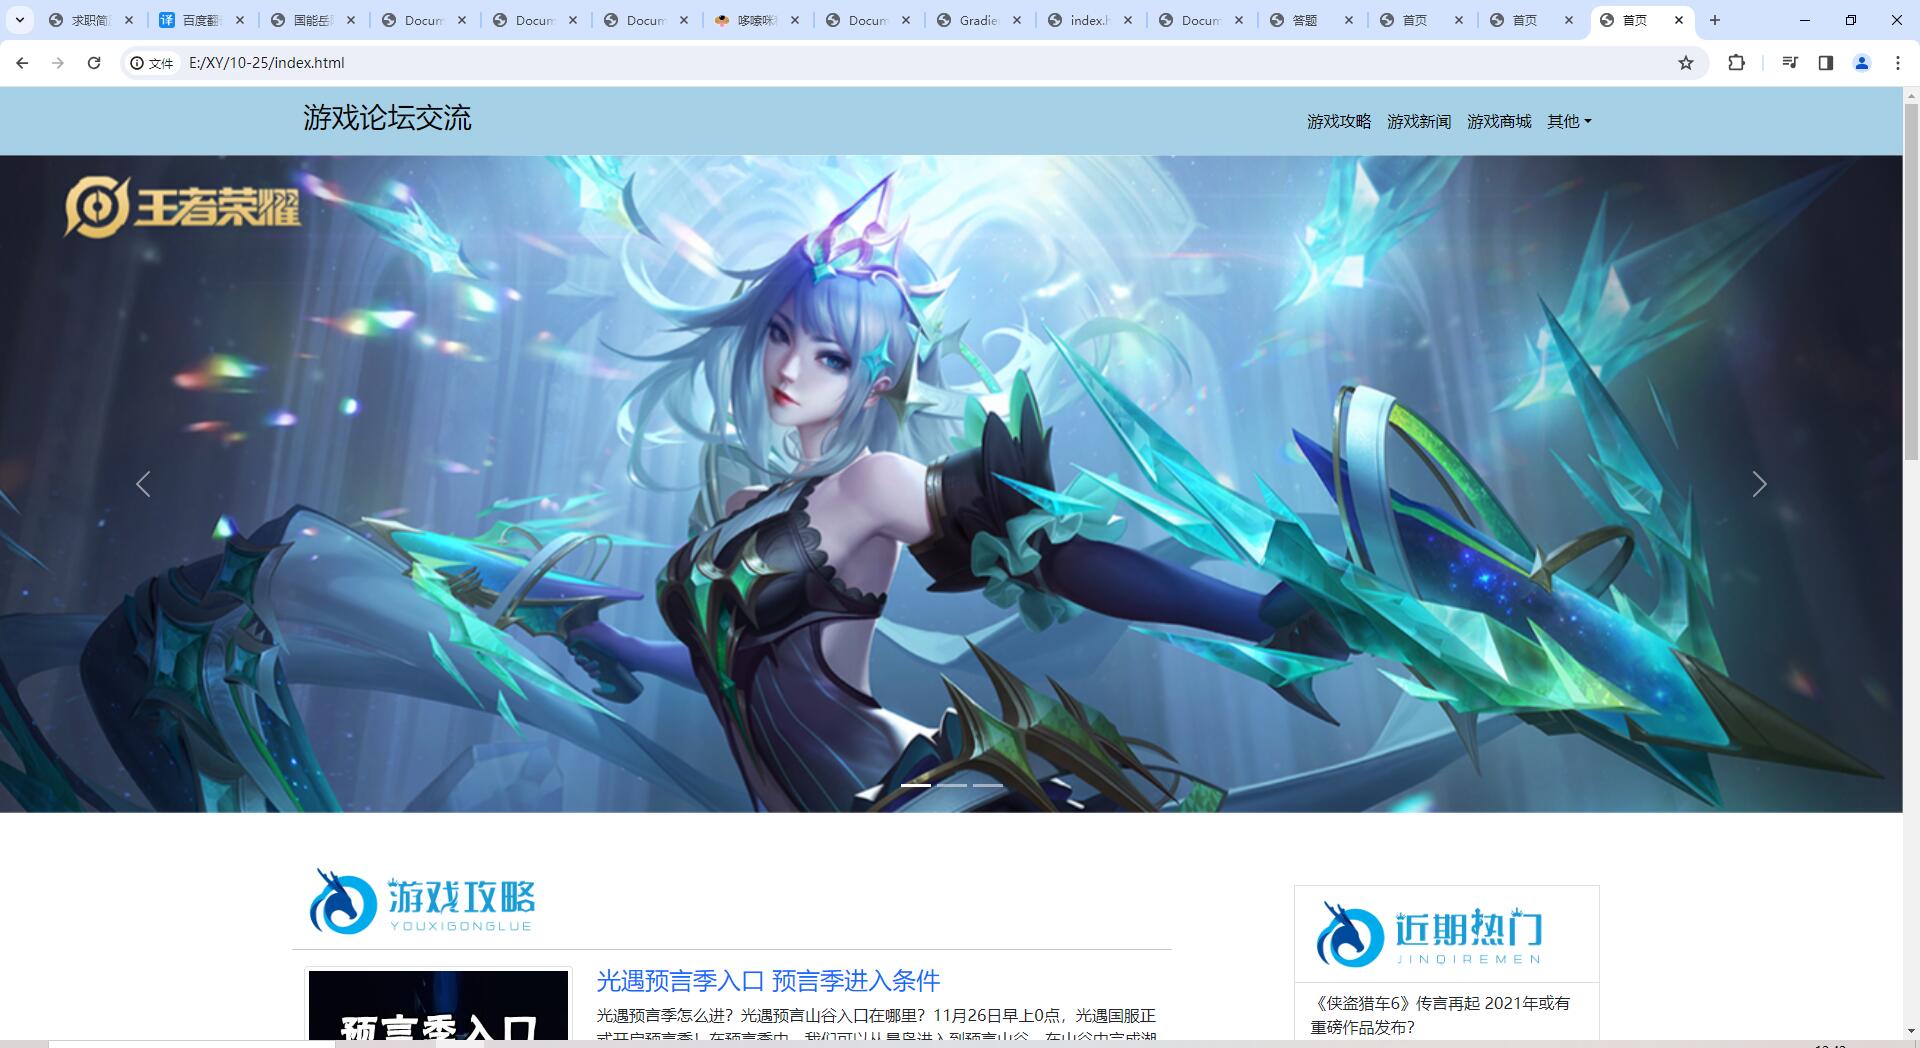 求职简
百度翻
国能岳
Docum
Docum
Docum
哆嗦咪
Docum
Gradie
index.h
Docum
答题
首页
首页
首页
文件 E:/XY/10-25/index.html
游戏论坛交流
游戏攻略 游戏新闻 游戏商城 其他
王者荣耀
游戏攻略
YOUXIGONGLUE
近期热门
JINQIREMEN
预言季入口
光遇预言季入口 预言季进入条件
光遇预言季怎么进？光遇预言山谷入口在哪里？11月26日早上0点，光遇国服正
式开启预言季！在预言季中，我们可以从晨岛进入到预言山谷，在山谷中完成湖
《侠盗猎车6》传言再起 2021年或有
重磅作品发布？